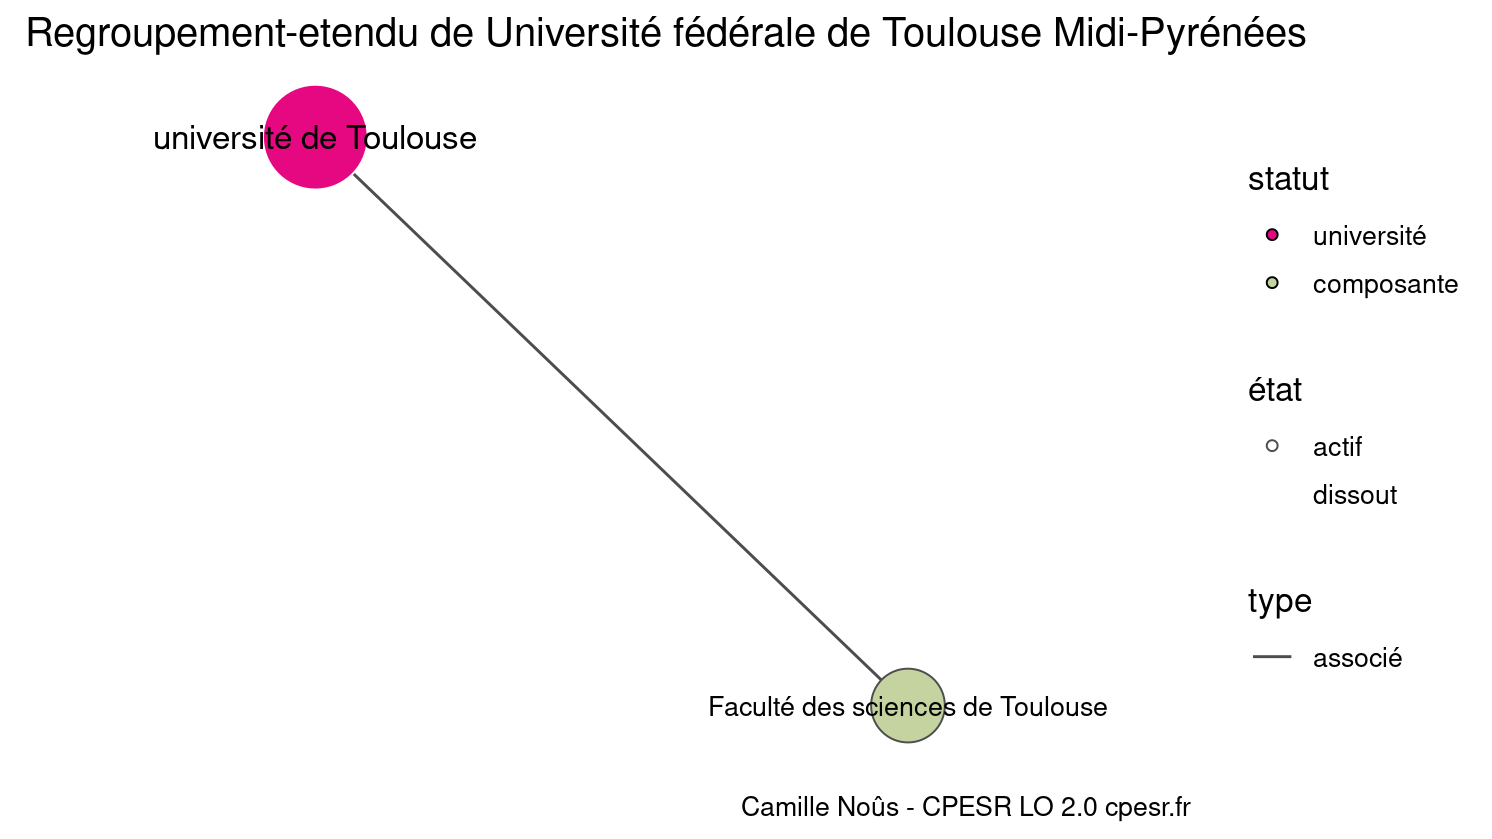 Regroupement-etendu de Université fédérale de Toulouse Midi-Pyrénées
université de Toulouse
statut
université
composante
état
actif
dissout
type
associé
Faculté des sciences de Toulouse
Camille Noûs - CPESR LO 2.0 cpesr.fr